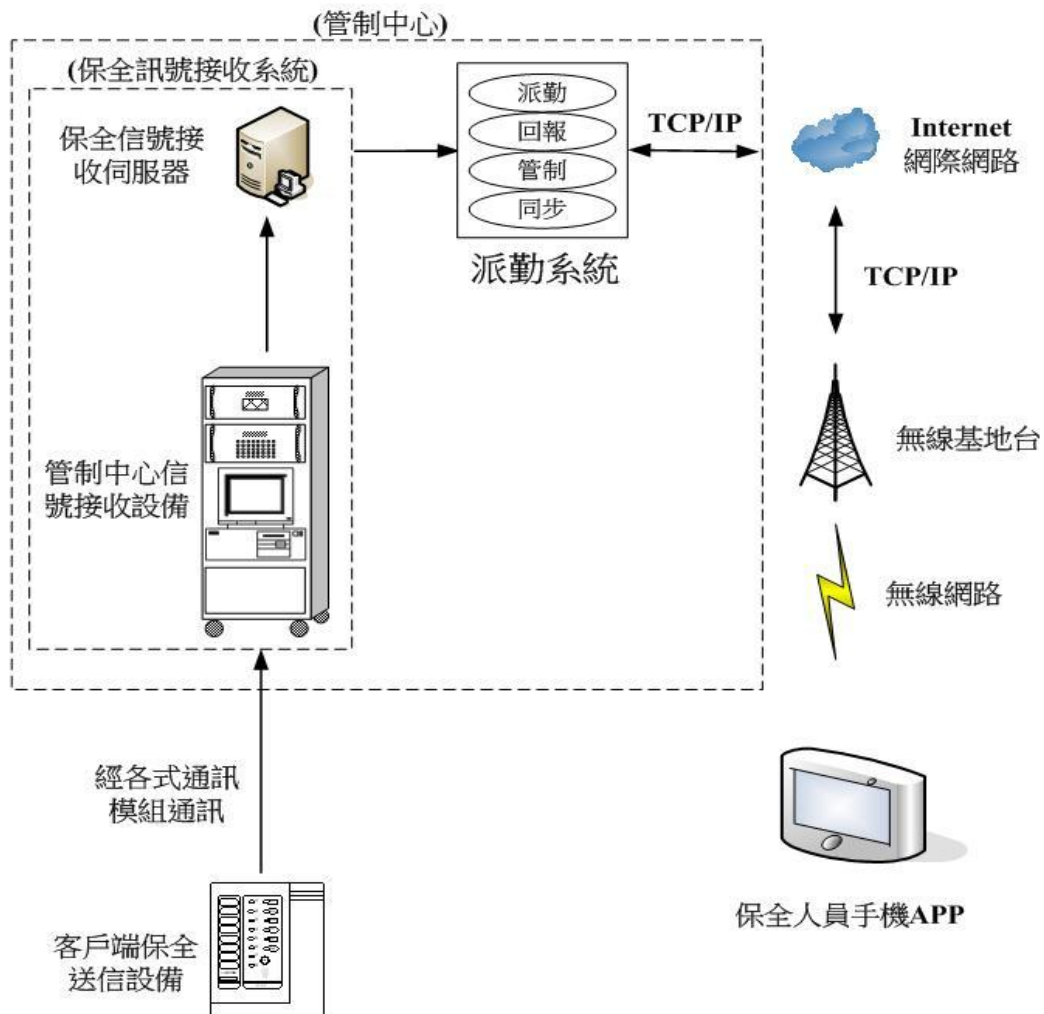 (管制中心)
(保全訊號接收系統)
保全信號接
收伺服器
派勤
回報
管制
同步
派勤系統
TCP/IP
Internet
網際網路
TCP/IP
無線基地台
管制中心信
號接收設備
無線網路
經各式通訊
模組通訊
保全人員手機APP
客戶端保全
送信設備